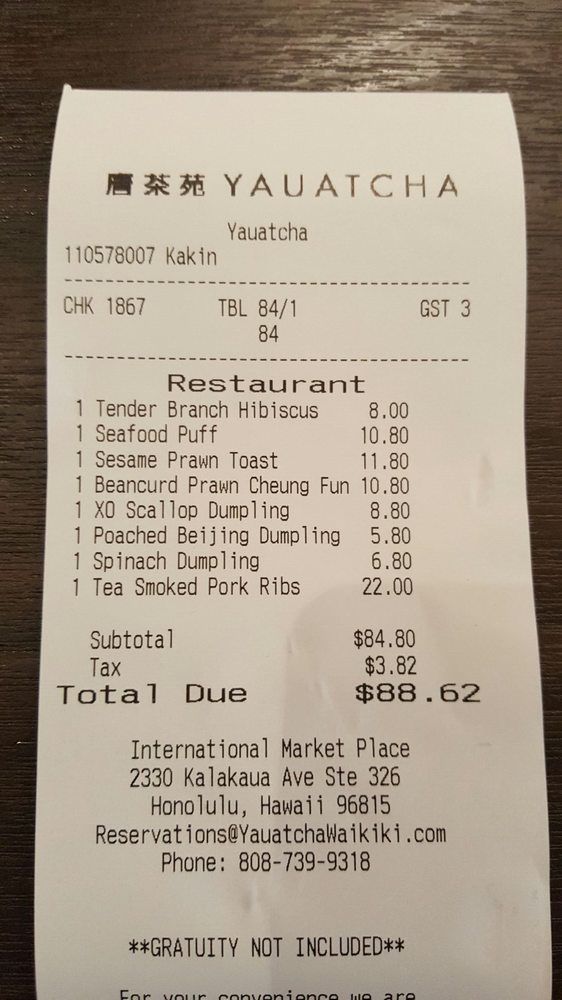 唐茶苑 YAUATCHA
Yauatcha
110578007 Kakin
CHK 1867 TBL 84/1 GST 3
84
Restaurant
1 Tender Branch Hibiscus 8.00
1 Seafood Puff 10.80
1 Sesame Prawn Toast 11.80
1 Beancurd Prawn Cheung Fun 10.80
1 XO Scallop Dumpling 8.80
1 Poached Beijing Dumpling 5.80
1 Spinach Dumpling 6.80
1 Tea Smoked Pork Ribs 22.00
Subtotal $84.80
Tax $3.82
Total Due $88.62
International Market Place
2330 Kalakaua Ave Ste 326
Honolulu, Hawaii 96815
Reservations@YauatchaWaikiki.com
Phone: 808-739-9318
**GRATUITY NOT INCLUDED**
For your convenience we are